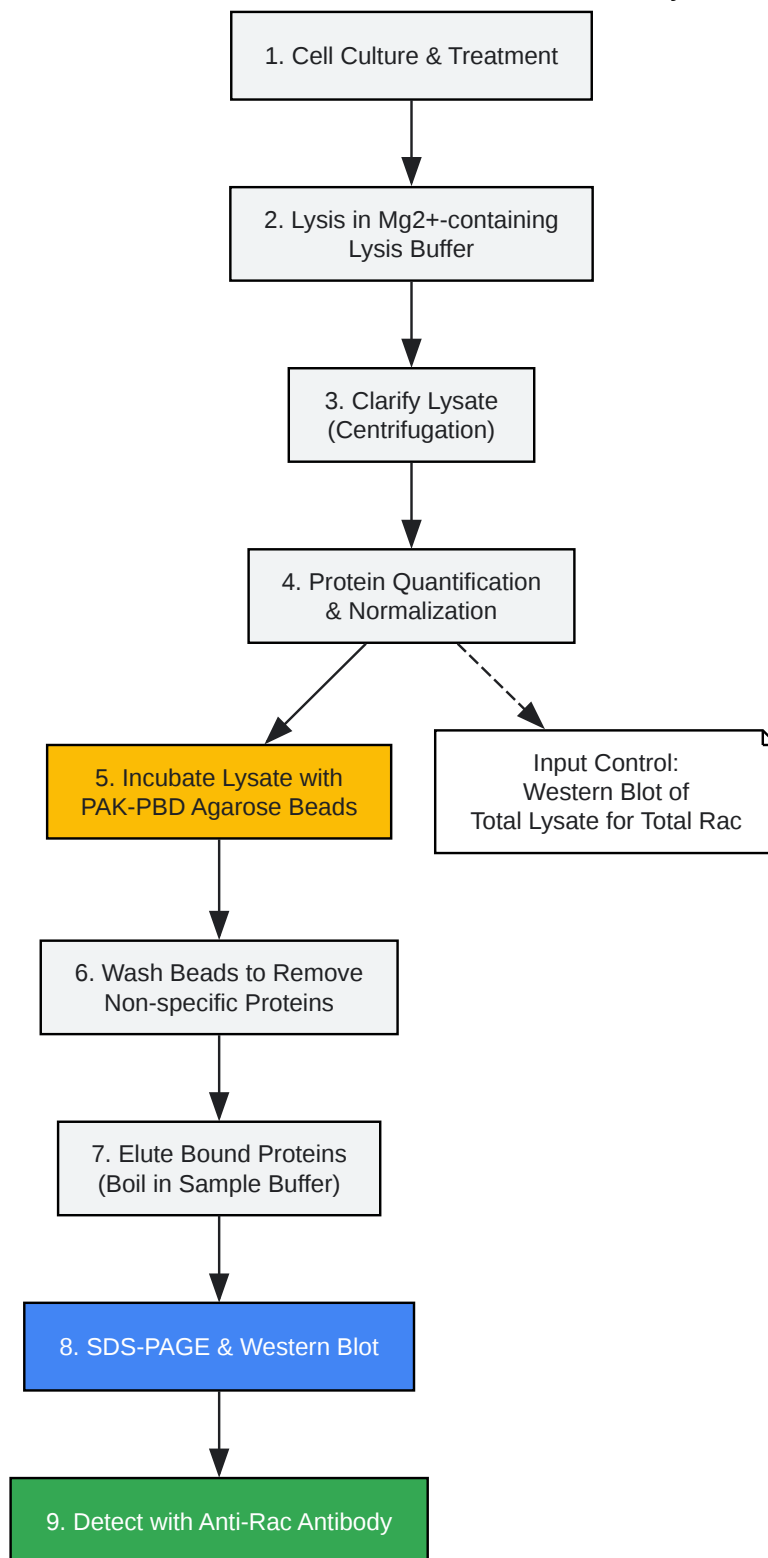 1. Cell Culture & Treatment
2. Lysis in Mg2+-containing
Lysis Buffer
3. Clarify Lysate
(Centrifugation)
4. Protein Quantification
& Normalization
5. Incubate Lysate with
PAK-PBD Agarose Beads
Input Control:
Western Blot of
Total Lysate for Total Rac
6. Wash Beads to Remove
Non-specific Proteins
7. Elute Bound Proteins
(Boil in Sample Buffer)
8. SDS-PAGE & Western Blot
9. Detect with Anti-Rac Antibody